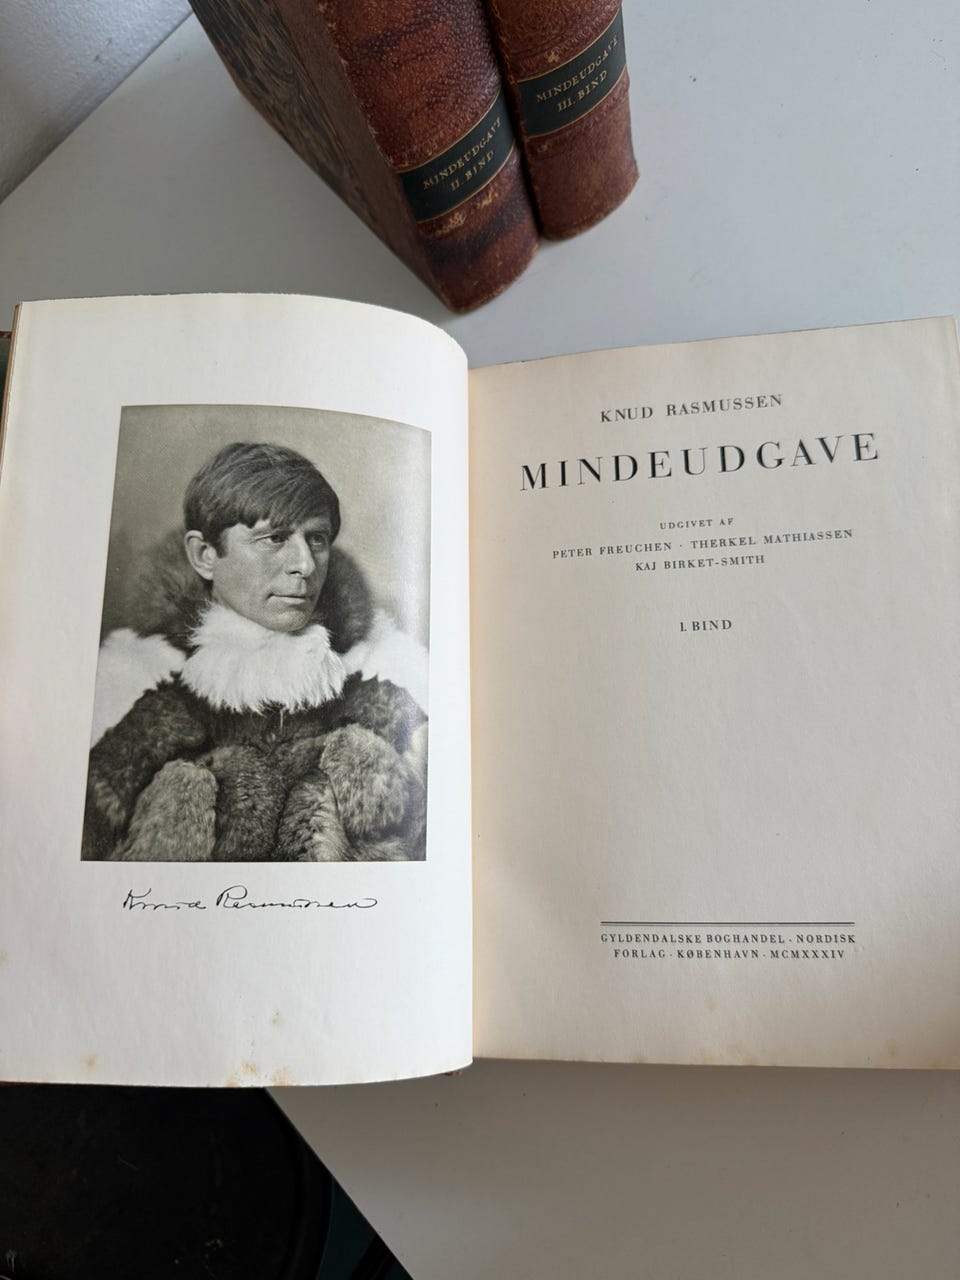 MINDEUDGAVE
II. BIND
MINDEUDGAVE
III. BIND
Knud Rasmussen
KNUD RASMUSSEN
MINDEUDGAVE
UDGIVET AF
PETER FREUCHEN · THERKEL MATHIASSEN
KAJ BIRKET-SMITH
I. BIND
GYLDENDALSKE BOGHANDEL · NORDISK
FORLAG · KØBENHAVN · MCMXXXIV